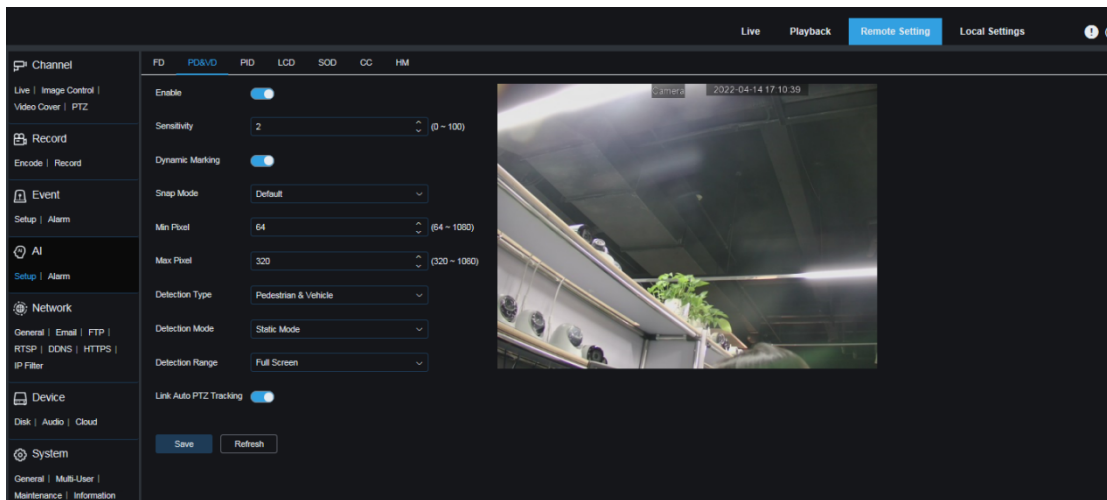 Live Playback Remote Setting Local Settings
Channel
Live | Image Control |
Video Cover | PTZ
Record
Encode | Record
Event
Setup | Alarm
AI
Setup | Alarm
Network
General | Email | FTP |
RTSP | DDNS | HTTPS |
IP Filter
Device
Disk | Audio | Cloud
System
General | Multi-User |
Maintenance | Information
FD PD&VD PID LCD SOD CC HM
Enable
Sensitivity 2 (0 ~ 100)
Dynamic Marking
Snap Mode Default
Min Pixel 64 (64 ~ 1080)
Max Pixel 320 (320 ~ 1080)
Detection Type Pedestrian & Vehicle
Detection Mode Static Mode
Detection Range Full Screen
Link Auto PTZ Tracking
Save Refresh
Camera 2022-04-14 17:10:39